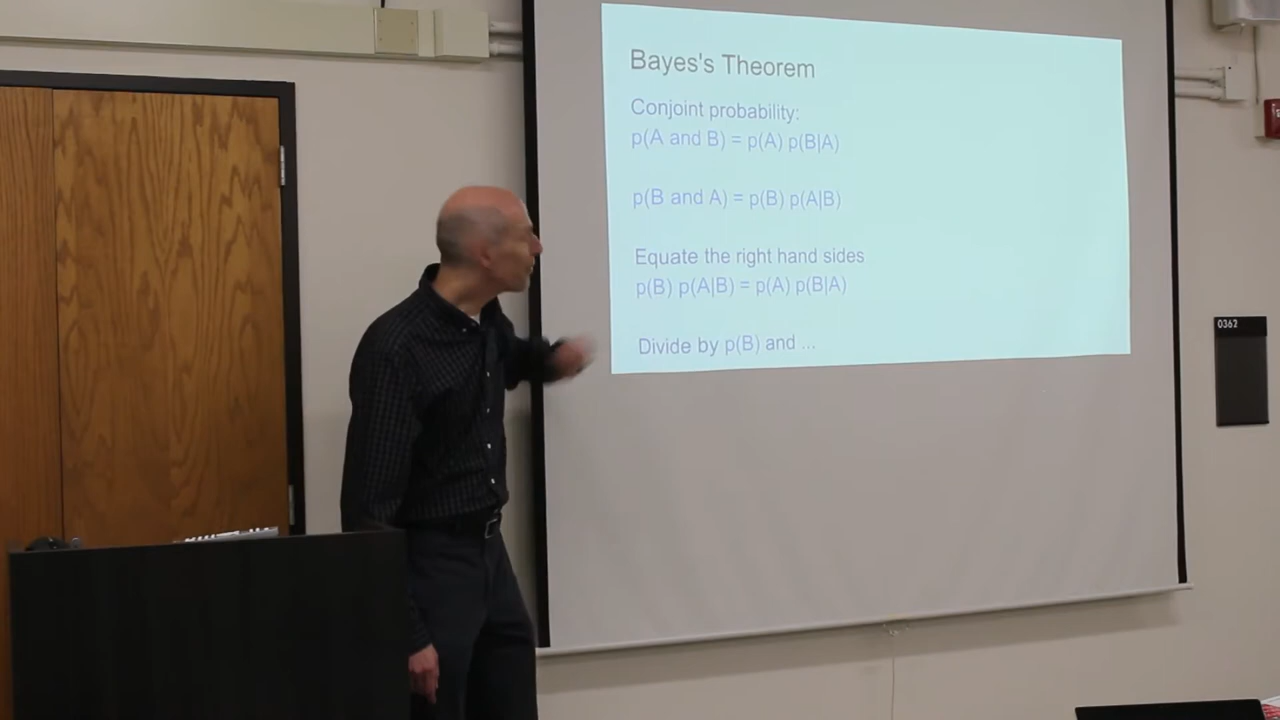 Bayes's Theorem
Conjoint probability:
p(A and B) = p(A) p(B|A)
p(B and A) = p(B) p(A|B)
Equate the right hand sides
p(B) p(A|B) = p(A) p(B|A)
Divide by p(B) and ...
0362